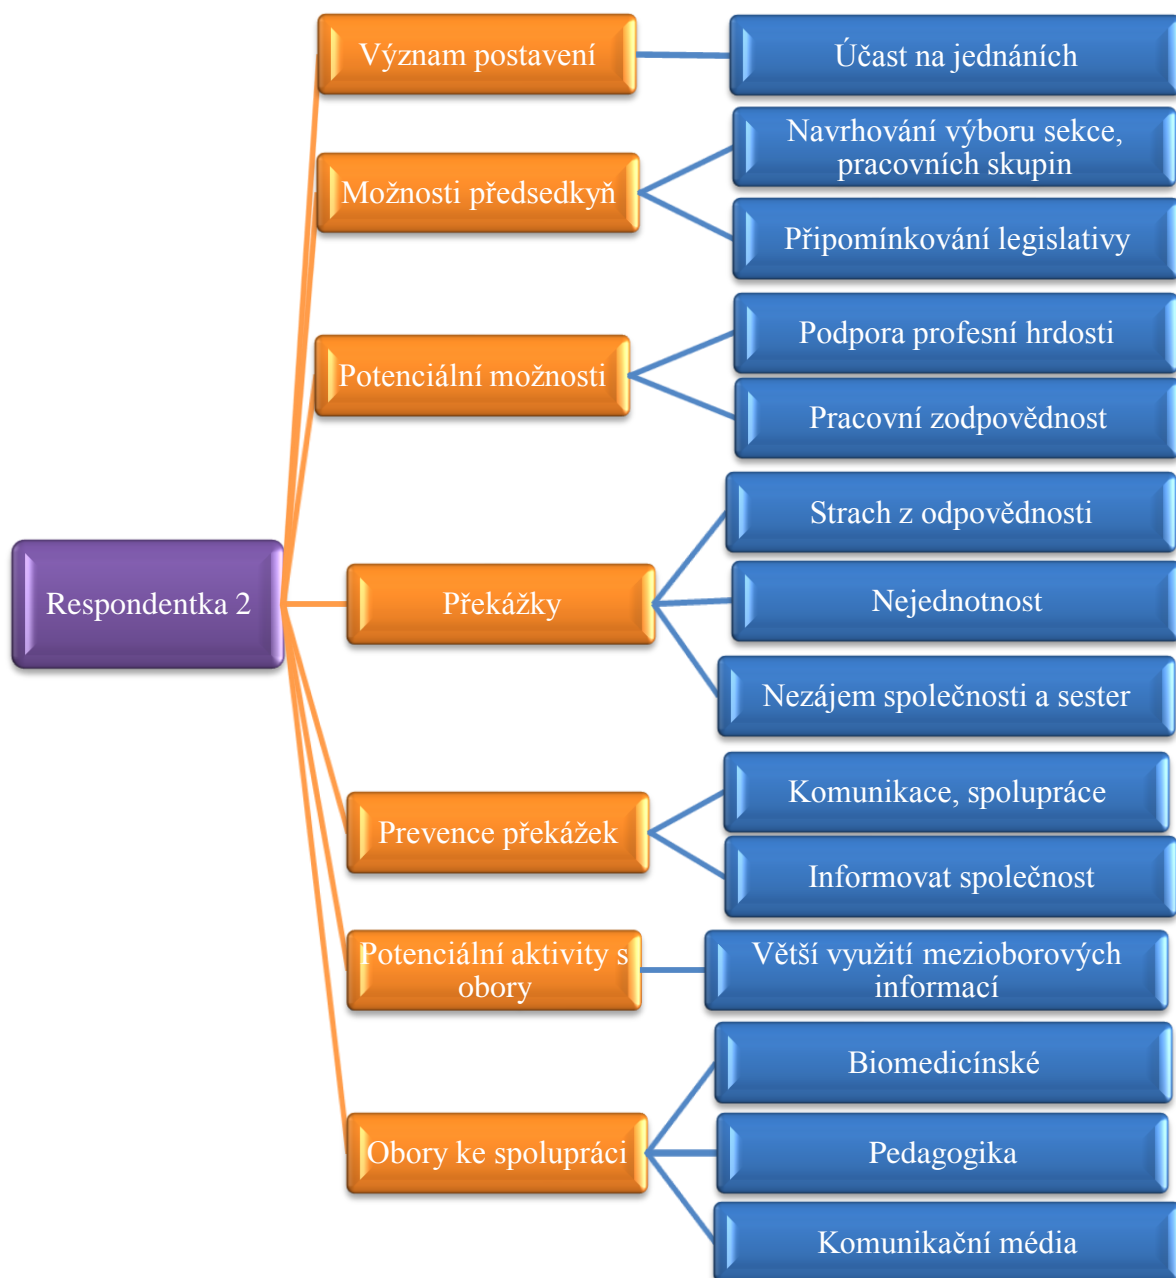 Respondentka 2
Význam postavení
Účast na jednáních
Možnosti předsedkyň
Navrhování výboru sekce,
pracovních skupin
Připomínkování legislativy
Potenciální možnosti
Podpora profesní hrdosti
Pracovní zodpovědnost
Překážky
Strach z odpovědnosti
Nejednotnost
Nezájem společnosti a sester
Prevence překážek
Komunikace, spolupráce
Informovat společnost
Potenciální aktivity s
obory
Větší využití mezioborových
informací
Obory ke spolupráci
Biomedicínské
Pedagogika
Komunikační média